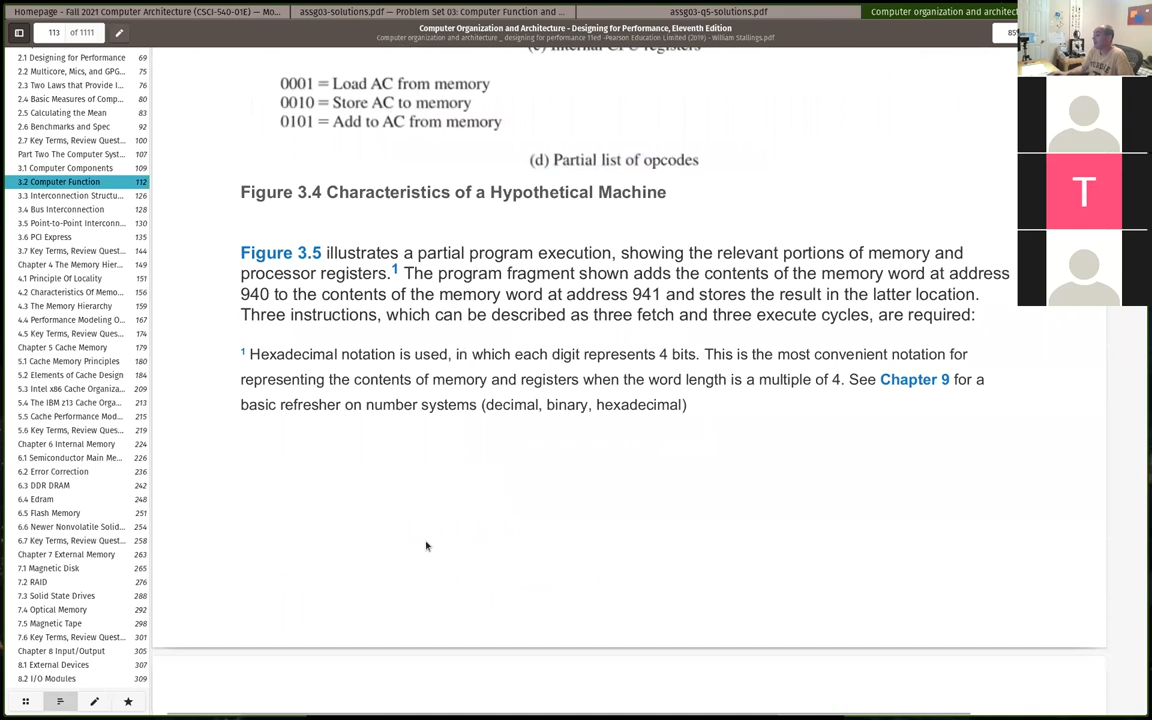 Homepage - Fall 2021 Computer Architecture (CSCI-540-01E) — Mo...
assg03-solutions.pdf — Problem Set 03: Computer Function and ...
assg03-q5-solutions.pdf
computer organization and architectu
113 of 1111
Computer Organization and Architecture - Designing for Performance, Eleventh Edition
Computer organization and architecture _ designing for performance 11ed -Pearson Education Limited (2019) - William Stallings.pdf
85
2.1 Designing for Performance 69
2.2 Multicore, Mics, and GPG... 75
2.3 Two Laws that Provide I... 76
2.4 Basic Measures of Comp... 80
2.5 Calculating the Mean 83
2.6 Benchmarks and Spec 92
2.7 Key Terms, Review Quest... 100
Part Two The Computer Syst... 107
3.1 Computer Components 109
3.2 Computer Function 112
3.3 Interconnection Structu... 126
3.4 Bus Interconnection 128
3.5 Point-to-Point Interconn... 130
3.6 PCI Express 135
3.7 Key Terms, Review Quest... 144
Chapter 4 The Memory Hier... 149
4.1 Principle Of Locality 151
4.2 Characteristics Of Memo... 156
4.3 The Memory Hierarchy 159
4.4 Performance Modeling O... 167
4.5 Key Terms, Review Ques... 174
Chapter 5 Cache Memory 179
5.1 Cache Memory Principles 180
5.2 Elements of Cache Design 184
5.3 Intel x86 Cache Organiza... 209
5.4 The IBM 213 Cache Orga... 213
5.5 Cache Performance Mod... 215
5.6 Key Terms, Review Ques... 219
Chapter 6 Internal Memory 224
6.1 Semiconductor Main Me... 226
6.2 Error Correction 236
6.3 DDR DRAM 242
6.4 Edram 248
6.5 Flash Memory 251
6.6 Newer Nonvolatile Solid... 254
6.7 Key Terms, Review Quest... 258
Chapter 7 External Memory 263
7.1 Magnetic Disk 265
7.2 RAID 276
7.3 Solid State Drives 288
7.4 Optical Memory 292
7.5 Magnetic Tape 298
7.6 Key Terms, Review Quest... 301
Chapter 8 Input/Output 305
8.1 External Devices 307
8.2 I/O Modules 309
(c) Internal CPU registers
0001 = Load AC from memory
0010 = Store AC to memory
0101 = Add to AC from memory
(d) Partial list of opcodes
Figure 3.4 Characteristics of a Hypothetical Machine
Figure 3.5 illustrates a partial program execution, showing the relevant portions of memory and
processor registers.1 The program fragment shown adds the contents of the memory word at address
940 to the contents of the memory word at address 941 and stores the result in the latter location.
Three instructions, which can be described as three fetch and three execute cycles, are required:
1 Hexadecimal notation is used, in which each digit represents 4 bits. This is the most convenient notation for
representing the contents of memory and registers when the word length is a multiple of 4. See Chapter 9 for a
basic refresher on number systems (decimal, binary, hexadecimal)
T